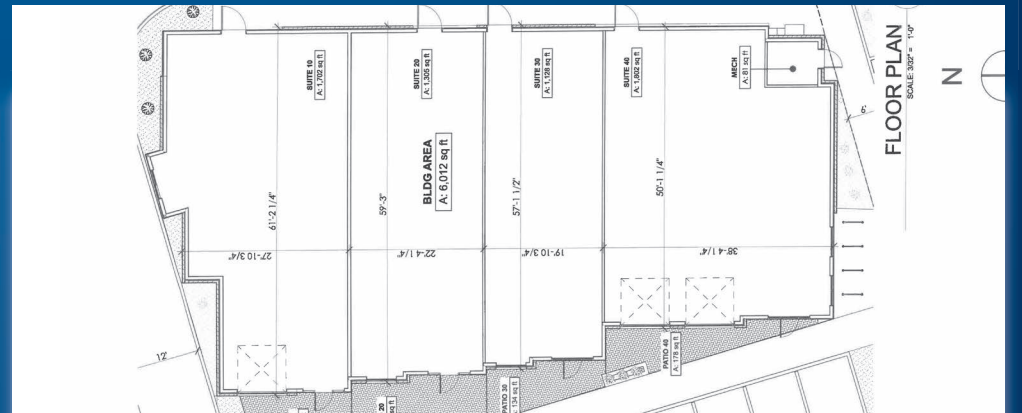 SUITE 10
A: 1,702 sq ft
SUITE 20
A: 1,305 sq ft
SUITE 30
A: 1,128 sq ft
SUITE 40
A: 1,802 sq ft
MECH
A: 81 sq ft
BLDG AREA
A: 6,012 sq ft
61'-2 1/4"
59'-3"
57'-1 1/2"
50'-1 1/4"
27'-10 3/4"
22'-4 1/4"
19'-10 3/4"
38'-4 1/4"
12'
6'
20
sq ft
PATIO 30
134 sq ft
PATIO 40
A: 178 sq ft
FLOOR PLAN
SCALE: 3/32" = 1'-0"
N